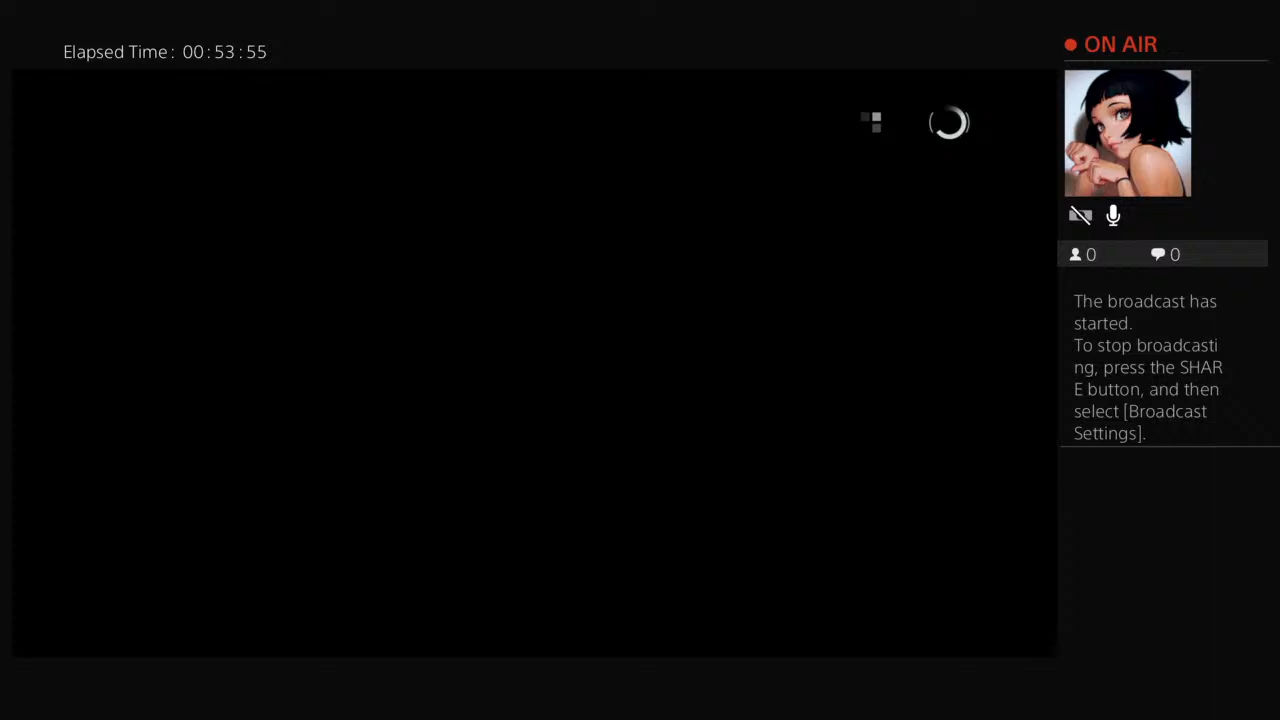 Elapsed Time: 00:53:55
ON AIR
0 0
The broadcast has
started.
To stop broadcasti
ng, press the SHAR
E button, and then
select [Broadcast
Settings].